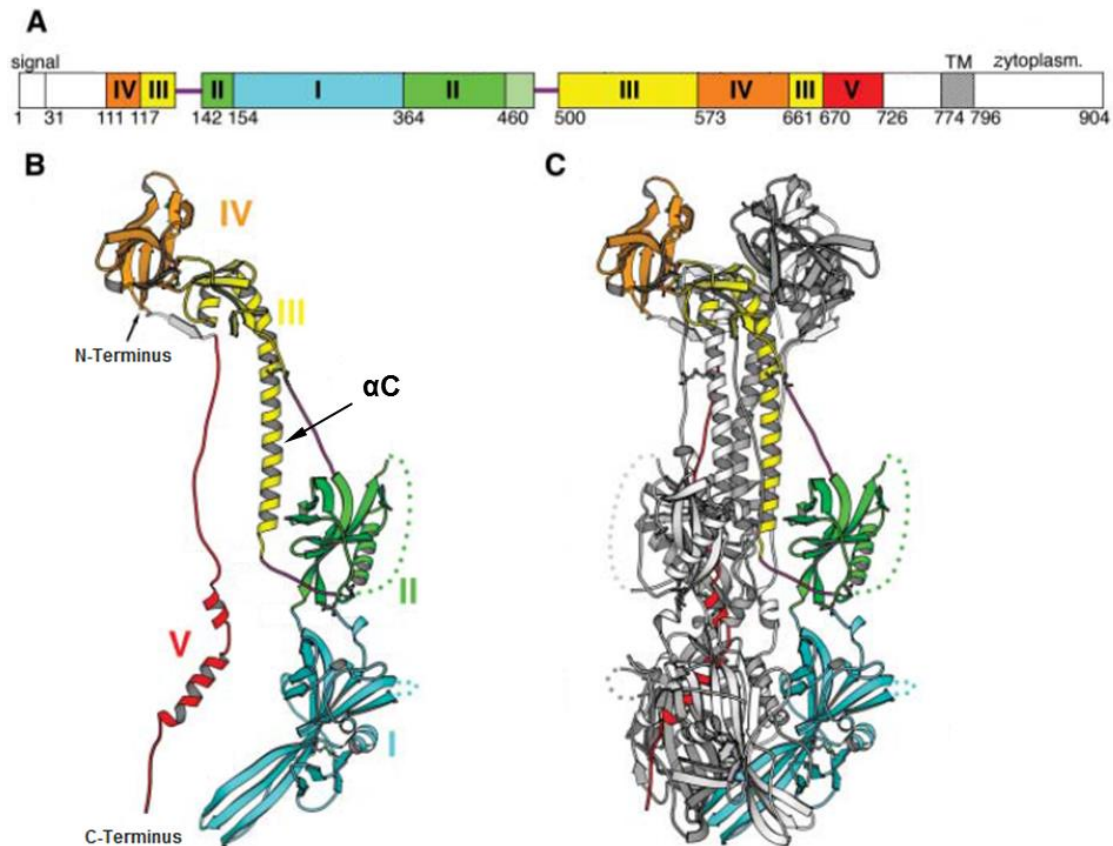 A
signal
TM zytoplasm.
IV III II I II III IV III V
1 31 111 117 142 154 364 460 500 573 661 670 726 774 796 904
B
C
IV
III
N-Terminus
αC
II
V
I
C-Terminus